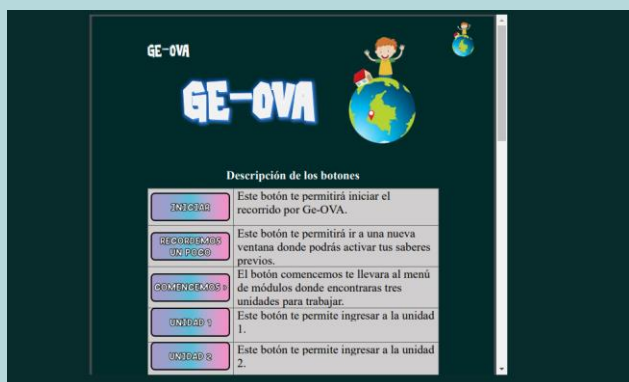 GE-OVA
GE-OVA
Descripción de los botones
INICIAR
Este botón te permitirá iniciar el
recorrido por Ge-OVA.
RECORDEMOS
UN POCO
Este botón te permitirá ir a una nueva
ventana donde podrás activar tus saberes
previos.
COMENCEMOS
El botón comencemos te llevara al menú
de módulos donde encontraras tres
unidades para trabajar.
UNIDAD 1
Este botón te permite ingresar a la unidad
1.
UNIDAD 2
Este botón te permite ingresar a la unidad
2.